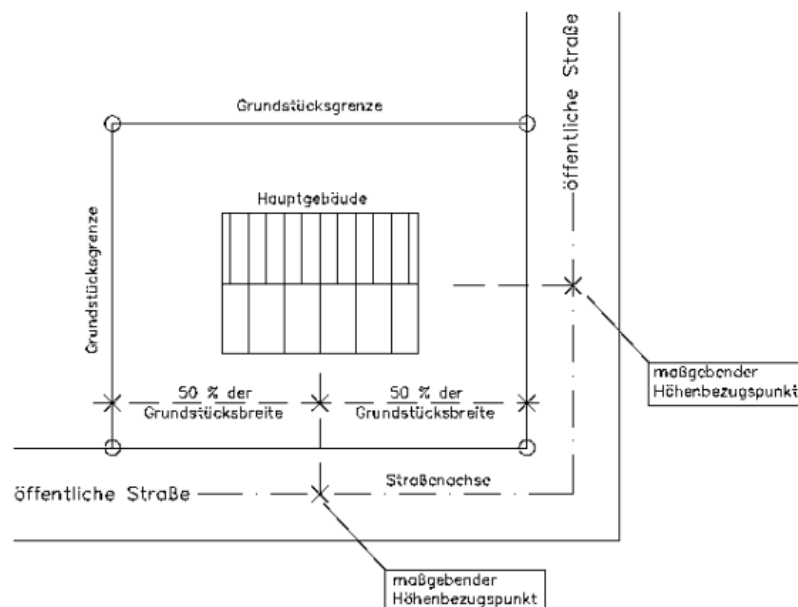 öffentliche Straße
Grundstücksgrenze
Hauptgebäude
Grundstücksgrenze
maßgebender
Höhenbezugspunkt
50 % der
Grundstücksbreite
50 % der
Grundstücksbreite
Straßenachse
öffentliche Straße
maßgebender
Höhenbezugspunkt